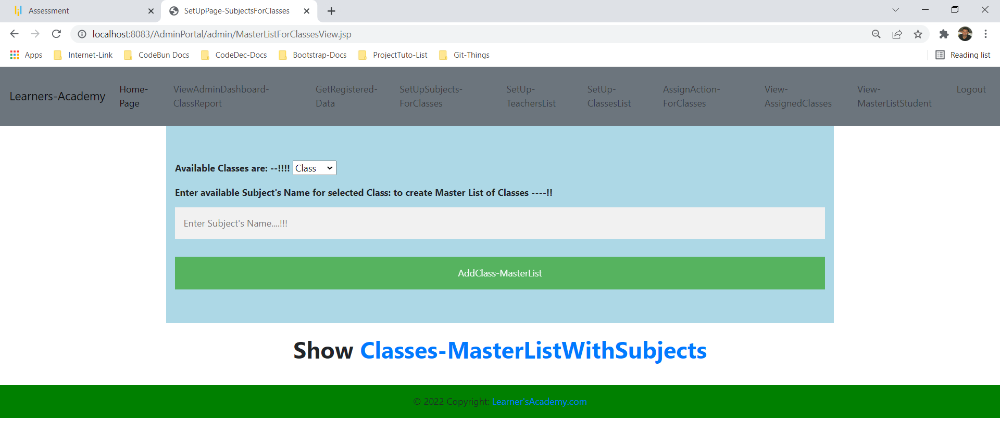 Assessment
SetUpPage-SubjectsForClasses
localhost:8083/AdminPortal/admin/MasterListForClassesView.jsp
Apps Internet-Link CodeBun Docs CodeDec-Docs Bootstrap-Docs ProjectTuto-List Git-Things Reading list
Learners-Academy
Home-
Page
ViewAdminDashboard-
ClassReport
GetRegistered-
Data
SetUpSubjects-
ForClasses
SetUp-
TeachersList
SetUp-
ClassesList
AssignAction-
ForClasses
View-
AssignedClasses
View-
MasterListStudent
Logout
Available Classes are: --!!!! Class
Enter available Subject's Name for selected Class: to create Master List of Classes ----!!
Enter Subject's Name....!!!
AddClass-MasterList
Show Classes-MasterListWithSubjects
© 2022 Copyright: Learner'sAcademy.com